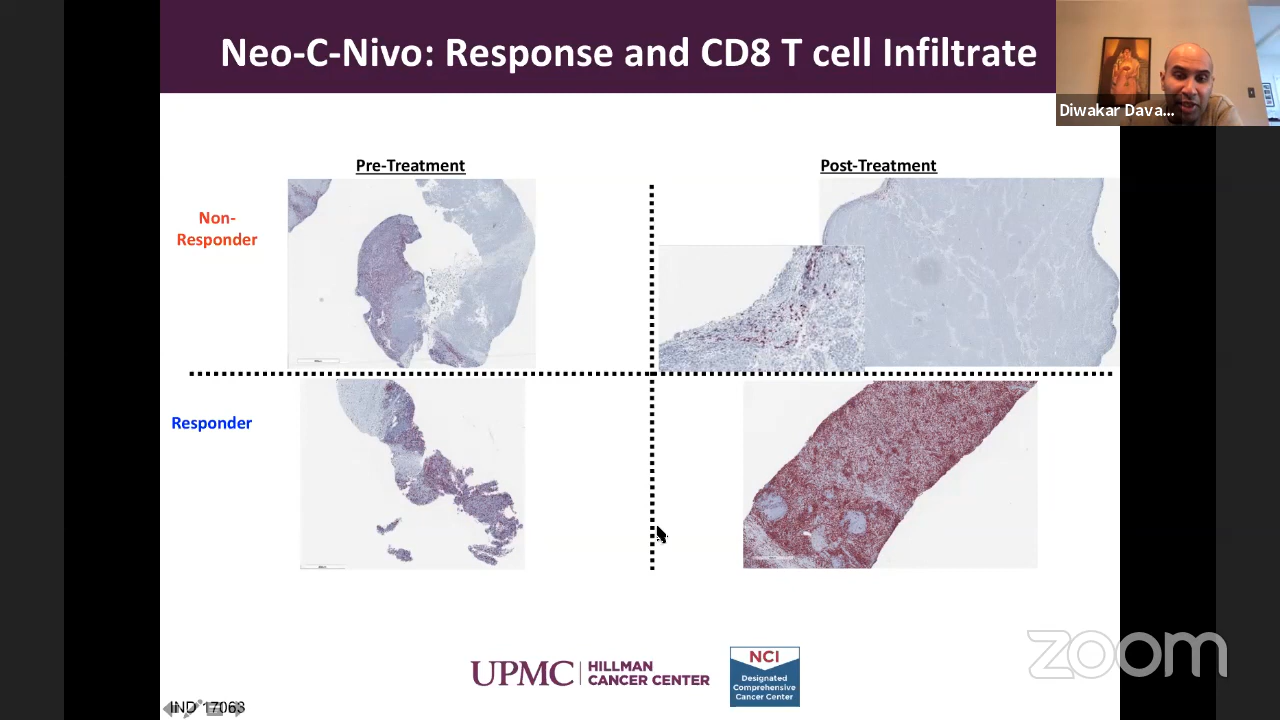 Neo-C-Nivo: Response and CD8 T cell Infiltrate
Diwakar Dava...
Pre-Treatment
Post-Treatment
Non-
Responder
Responder
UPMC
HILLMAN
CANCER CENTER
NCI
Designated
Comprehensive
Cancer Center
zoom
IND 17063